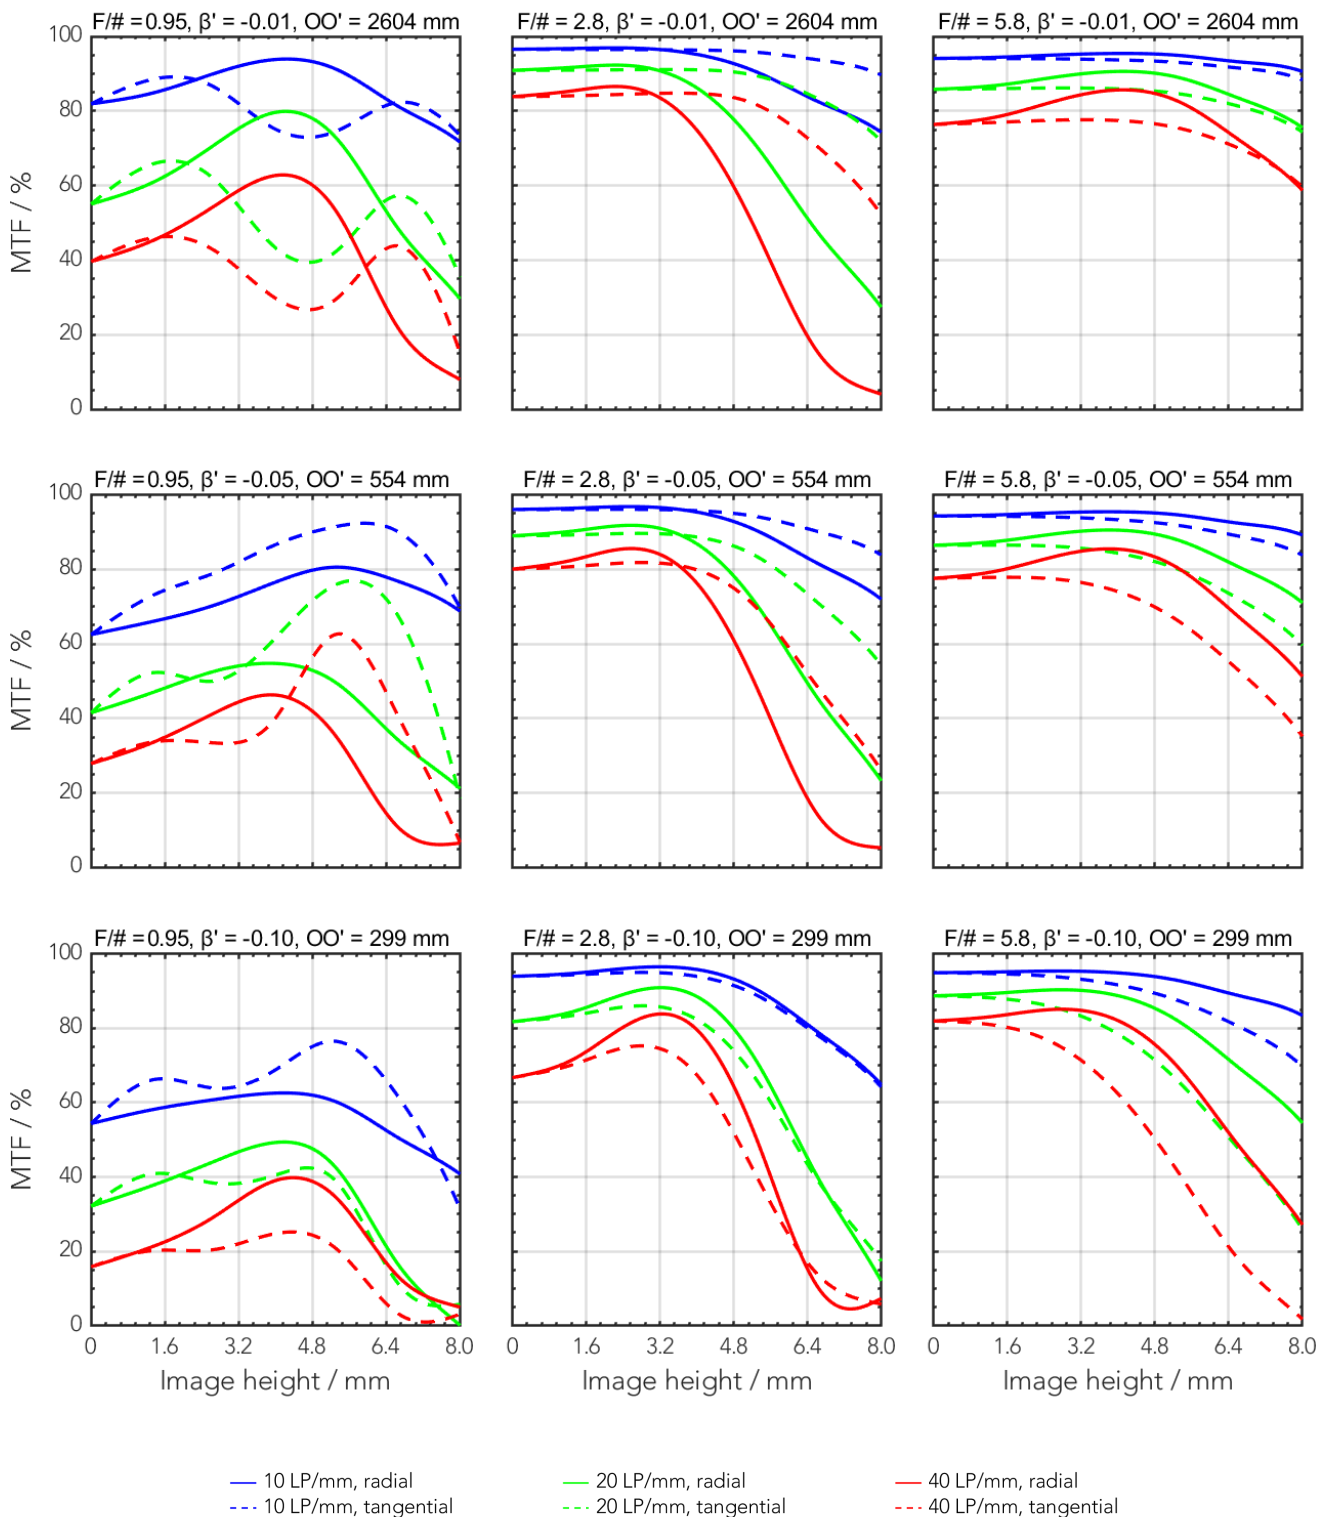 F/# = 0.95, β' = -0.01, OO' = 2604 mm
F/# = 2.8, β' = -0.01, OO' = 2604 mm
F/# = 5.8, β' = -0.01, OO' = 2604 mm
100
80
60
40
20
0
MTF / %
F/# = 0.95, β' = -0.05, OO' = 554 mm
F/# = 2.8, β' = -0.05, OO' = 554 mm
F/# = 5.8, β' = -0.05, OO' = 554 mm
100
80
60
40
20
0
MTF / %
F/# = 0.95, β' = -0.10, OO' = 299 mm
F/# = 2.8, β' = -0.10, OO' = 299 mm
F/# = 5.8, β' = -0.10, OO' = 299 mm
100
80
60
40
20
0
MTF / %
0 1.6 3.2 4.8 6.4 8.0
0 1.6 3.2 4.8 6.4 8.0
0 1.6 3.2 4.8 6.4 8.0
Image height / mm
Image height / mm
Image height / mm
10 LP/mm, radial
20 LP/mm, radial
40 LP/mm, radial
10 LP/mm, tangential
20 LP/mm, tangential
40 LP/mm, tangential